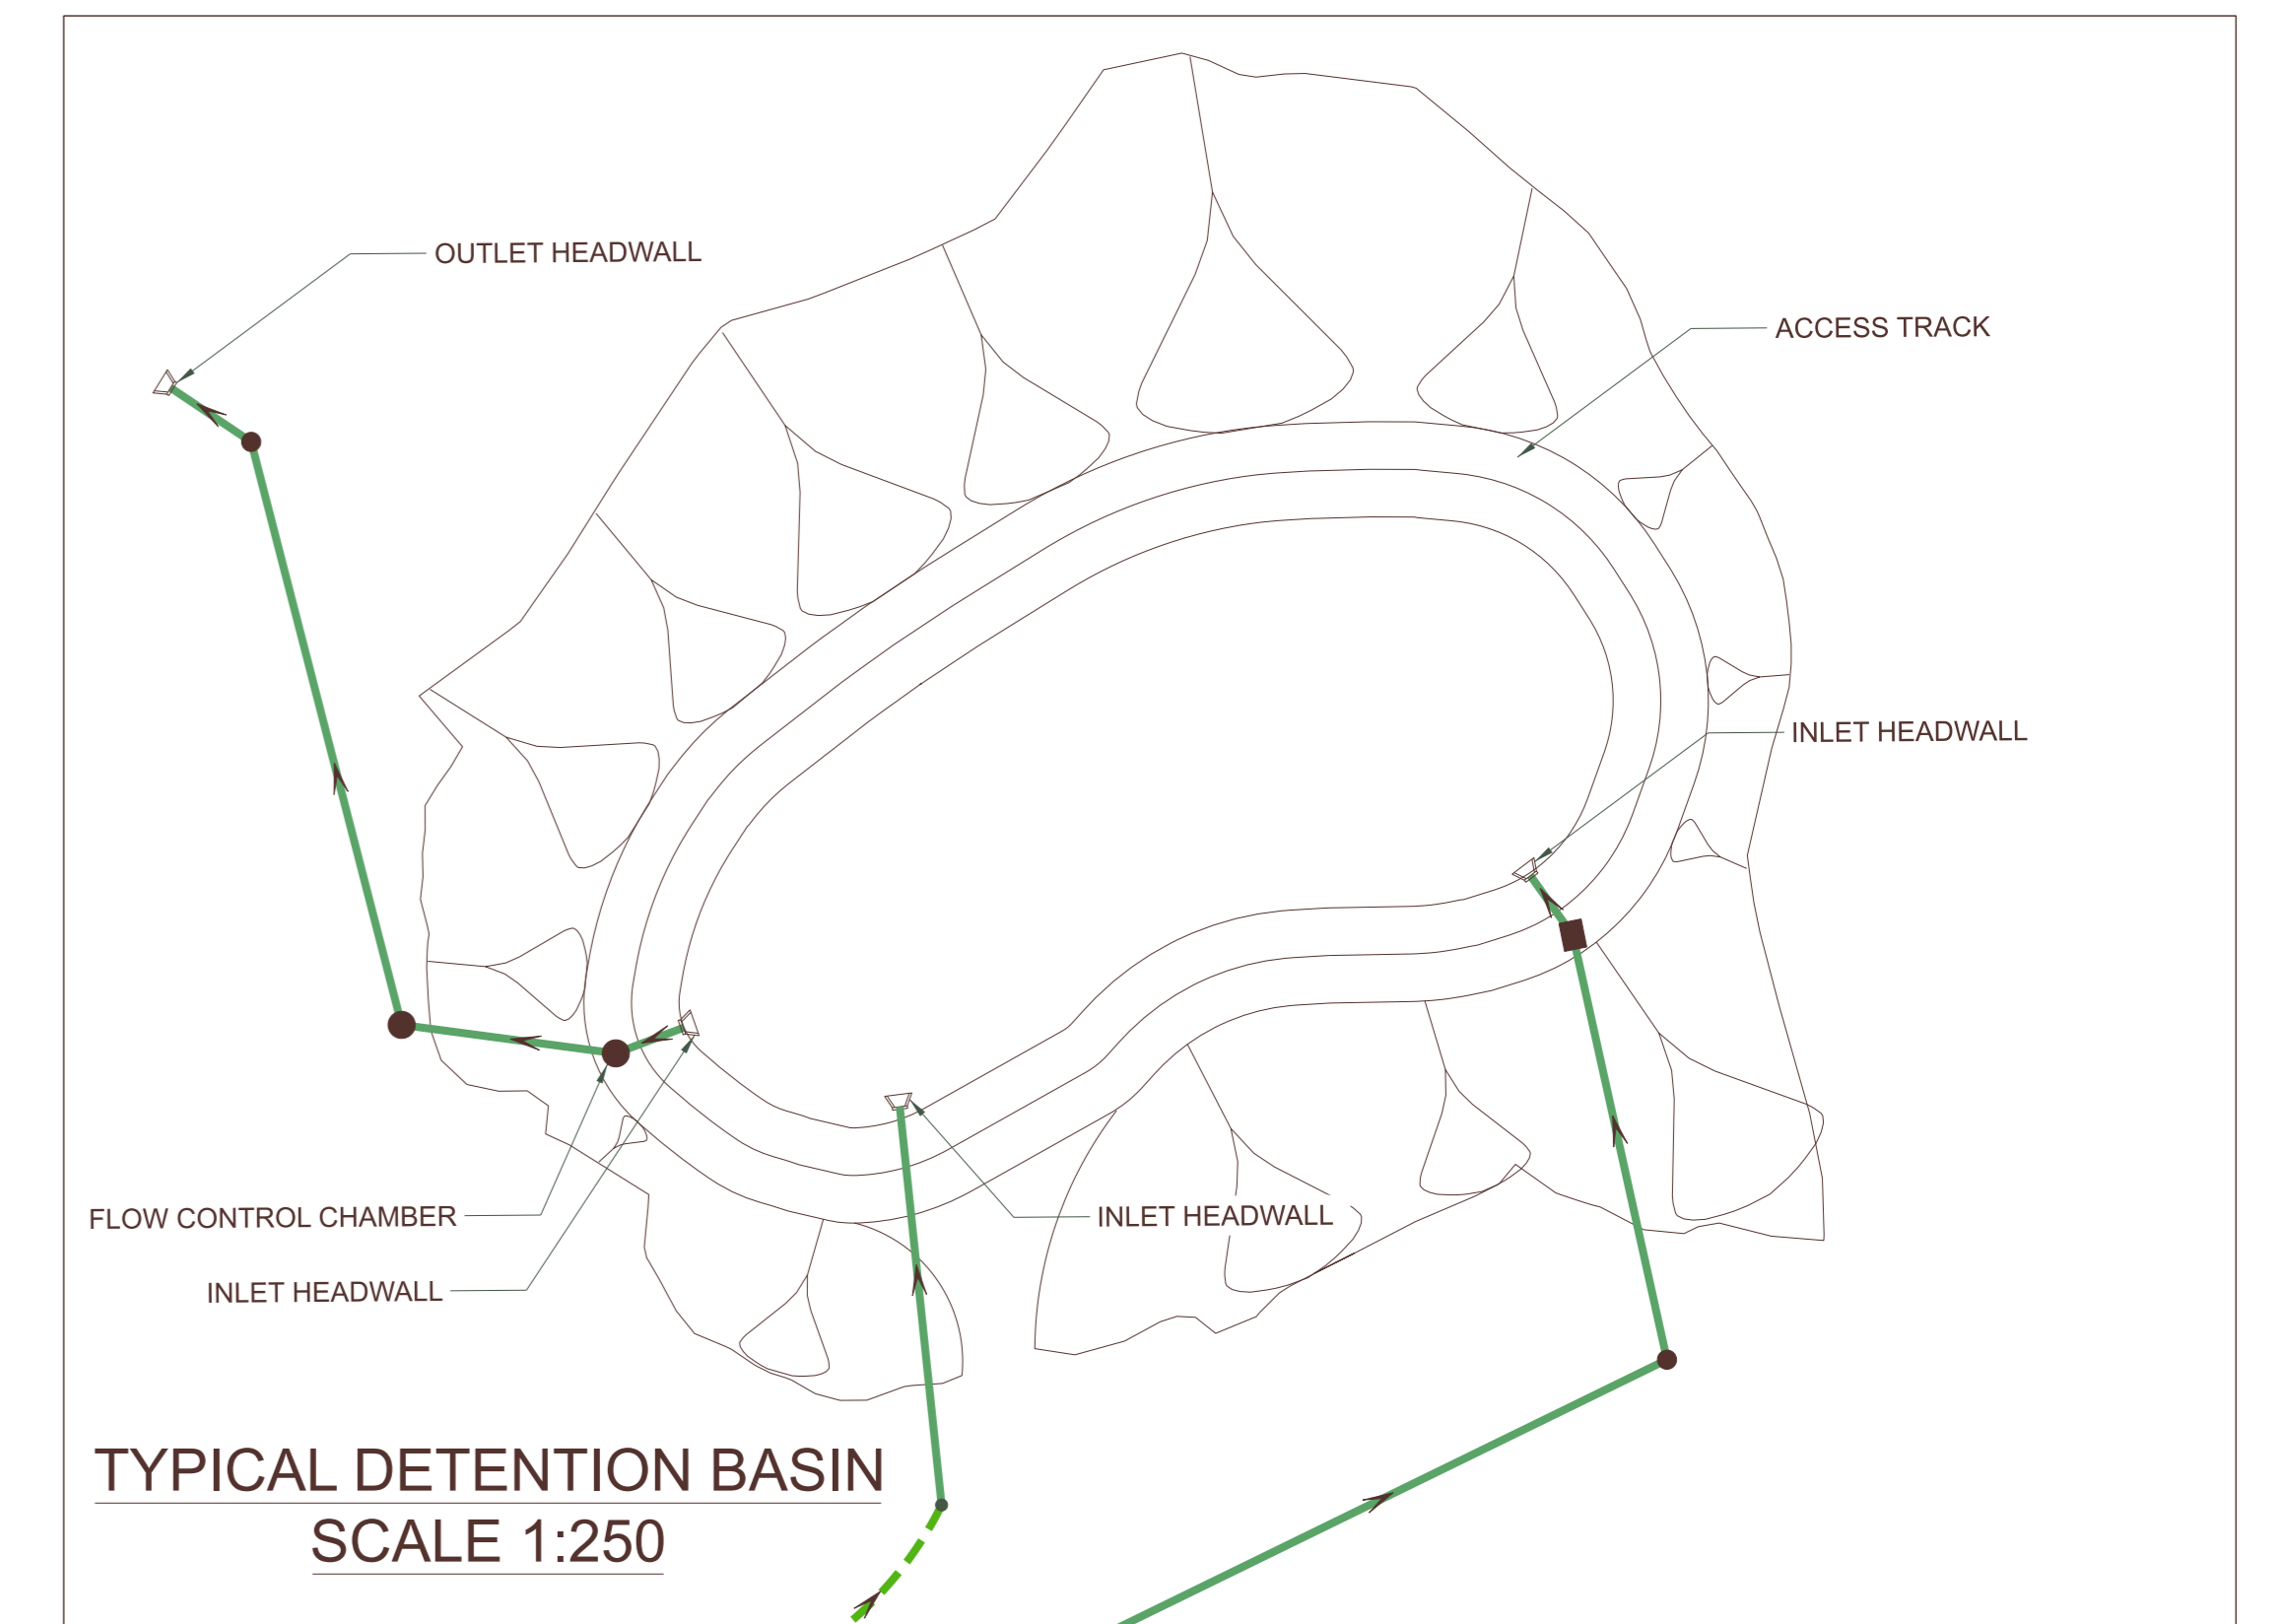 OUTLET HEADWALL
ACCESS TRACK
INLET HEADWALL
FLOW CONTROL CHAMBER
INLET HEADWALL
INLET HEADWALL
TYPICAL DETENTION BASIN
SCALE 1:250